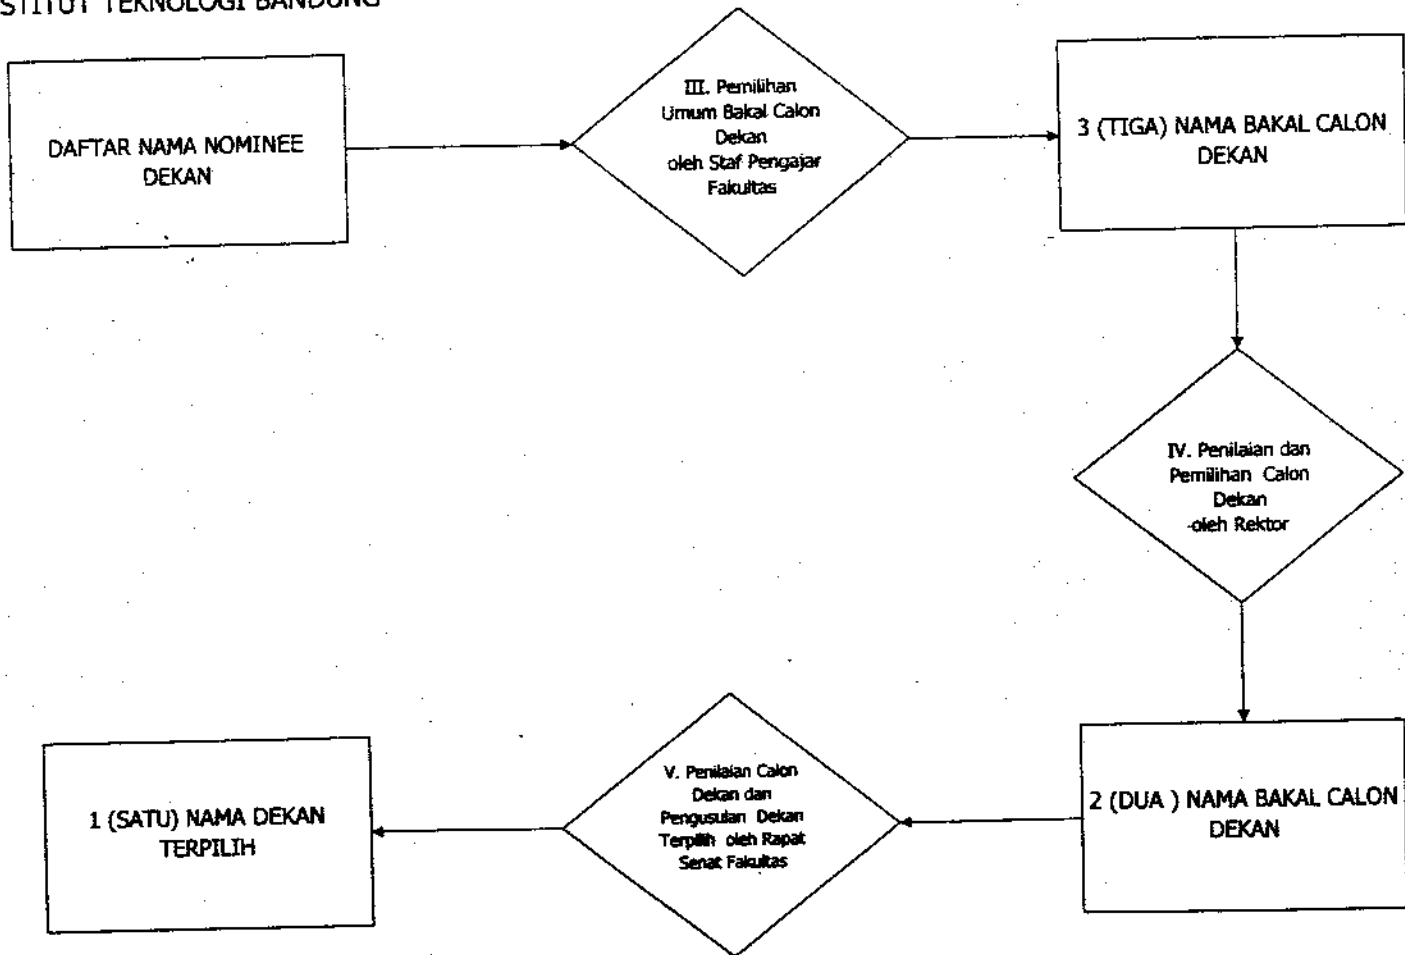 STITUT TEKNOLOGI BANDUNG
DAFTAR NAMA NOMINEE
DEKAN
III. Pemilihan
Umum Bakal Calon
Dekan
oleh Staf Pengajar
Fakultas
3 (TIGA) NAMA BAKAL CALON
DEKAN
IV. Penilaian dan
Pemilihan Calon
Dekan
oleh Rektor
2 (DUA ) NAMA BAKAL CALON
DEKAN
V. Penilaian Calon
Dekan dan
Pengusulan Dekan
Terpilih oleh Rapat
Senat Fakultas
1 (SATU) NAMA DEKAN
TERPILIH